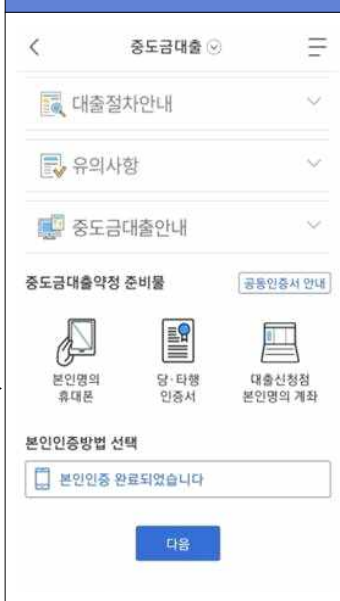 중도금대출
대출절차안내
유의사항
중도금대출안내
중도금대출약정 준비물
공동인증서 안내
본인명의
휴대폰
당·타행
인증서
대출신청점
본인명의 계좌
본인인증방법 선택
본인인증 완료되었습니다
다음